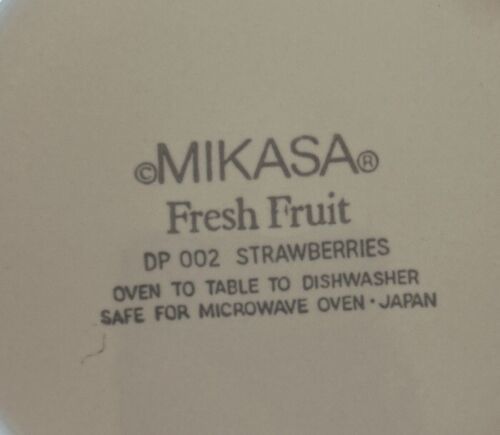 ©MIKASA®
Fresh Fruit
DP 002 STRAWBERRIES
OVEN TO TABLE TO DISHWASHER
SAFE FOR MICROWAVE OVEN · JAPAN